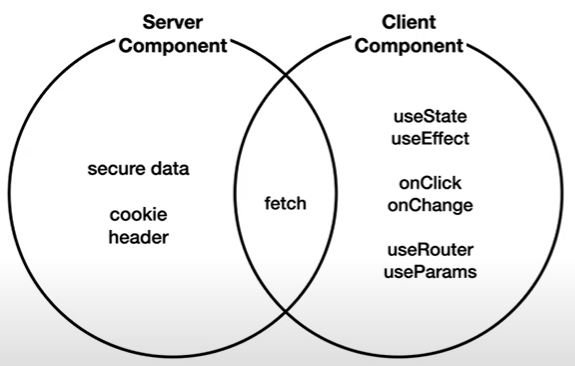 Server
Component
Client
Component
secure data
cookie
header
fetch
useState
useEffect
onClick
onChange
useRouter
useParams